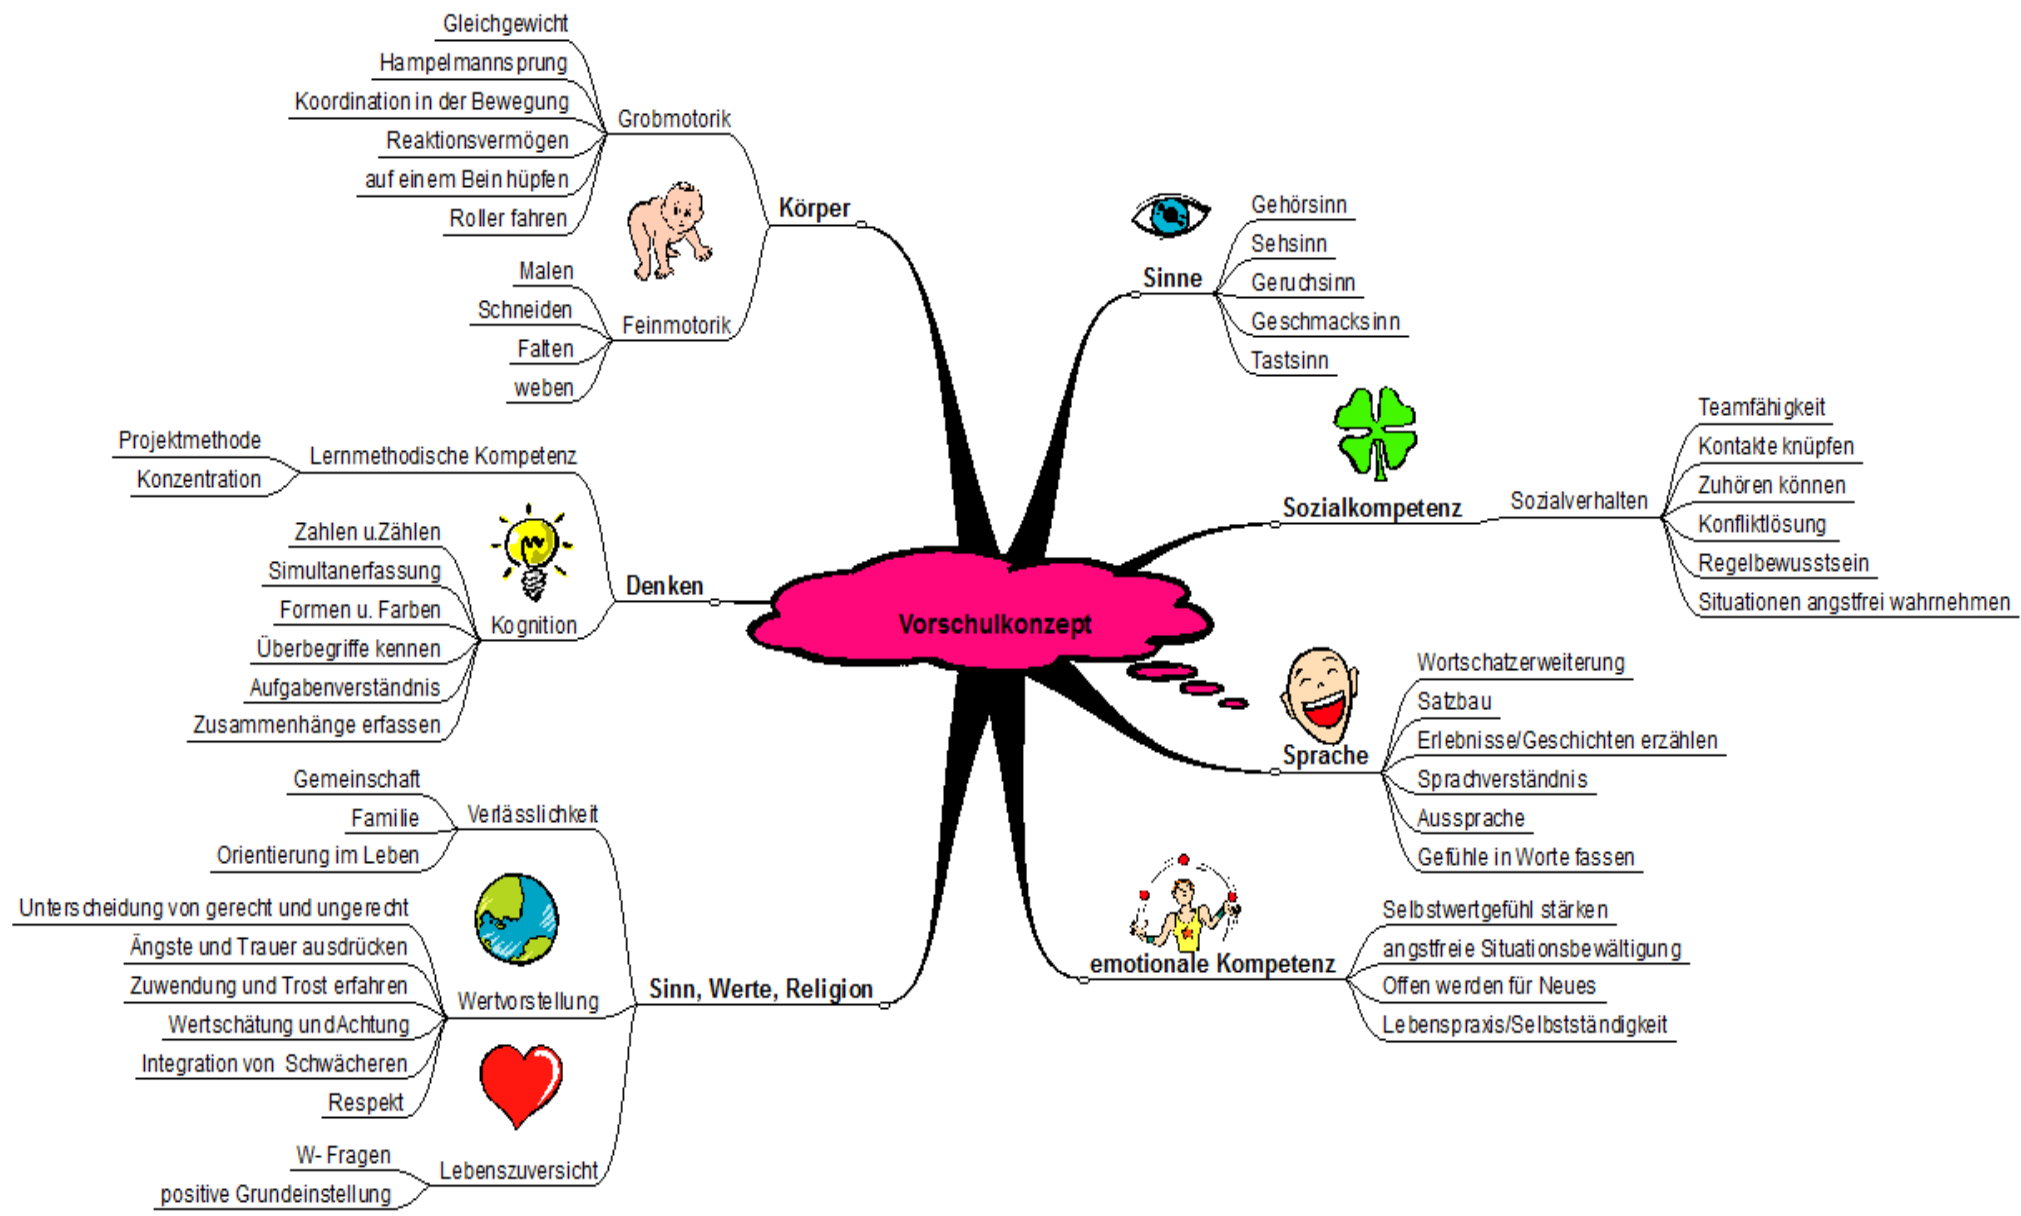 Gleichgewicht
Hampelmannsprung
Koordination in der Bewegung
Reaktionsvermögen
auf einem Bein hüpfen
Roller fahren
Grobmotorik
Malen
Schneiden
Falten
weben
Feinmotorik
Körper
Projektmethode
Konzentration
Lernmethodische Kompetenz
Zahlen u.Zählen
Simultanerfassung
Formen u. Farben
Überbegriffe kennen
Aufgabenverständnis
Zusammenhänge erfassen
Kognition
Denken
Gemeinschaft
Familie
Orientierung im Leben
Verlässlichkeit
Unterscheidung von gerecht und ungerecht
Ängste und Trauer ausdrücken
Zuwendung und Trost erfahren
Wertschätung und Achtung
Integration von Schwächeren
Respekt
Wertvorstellung
W- Fragen
positive Grundeinstellung
Lebenszuversicht
Sinn, Werte, Religion
Vorschulkonzept
Sinne
Gehörsinn
Sehsinn
Geruchsinn
Geschmacksinn
Tastsinn
Sozialkompetenz
Sozialverhalten
Teamfähigkeit
Kontakte knüpfen
Zuhören können
Konfliktlösung
Regelbewusstsein
Situationen angstfrei wahrnehmen
Sprache
Wortschatzerweiterung
Satzbau
Erlebnisse/Geschichten erzählen
Sprachverständnis
Aussprache
Gefühle in Worte fassen
emotionale Kompetenz
Selbstwertgefühl stärken
angstfreie Situationsbewältigung
Offen werden für Neues
Lebenspraxis/Selbstständigkeit